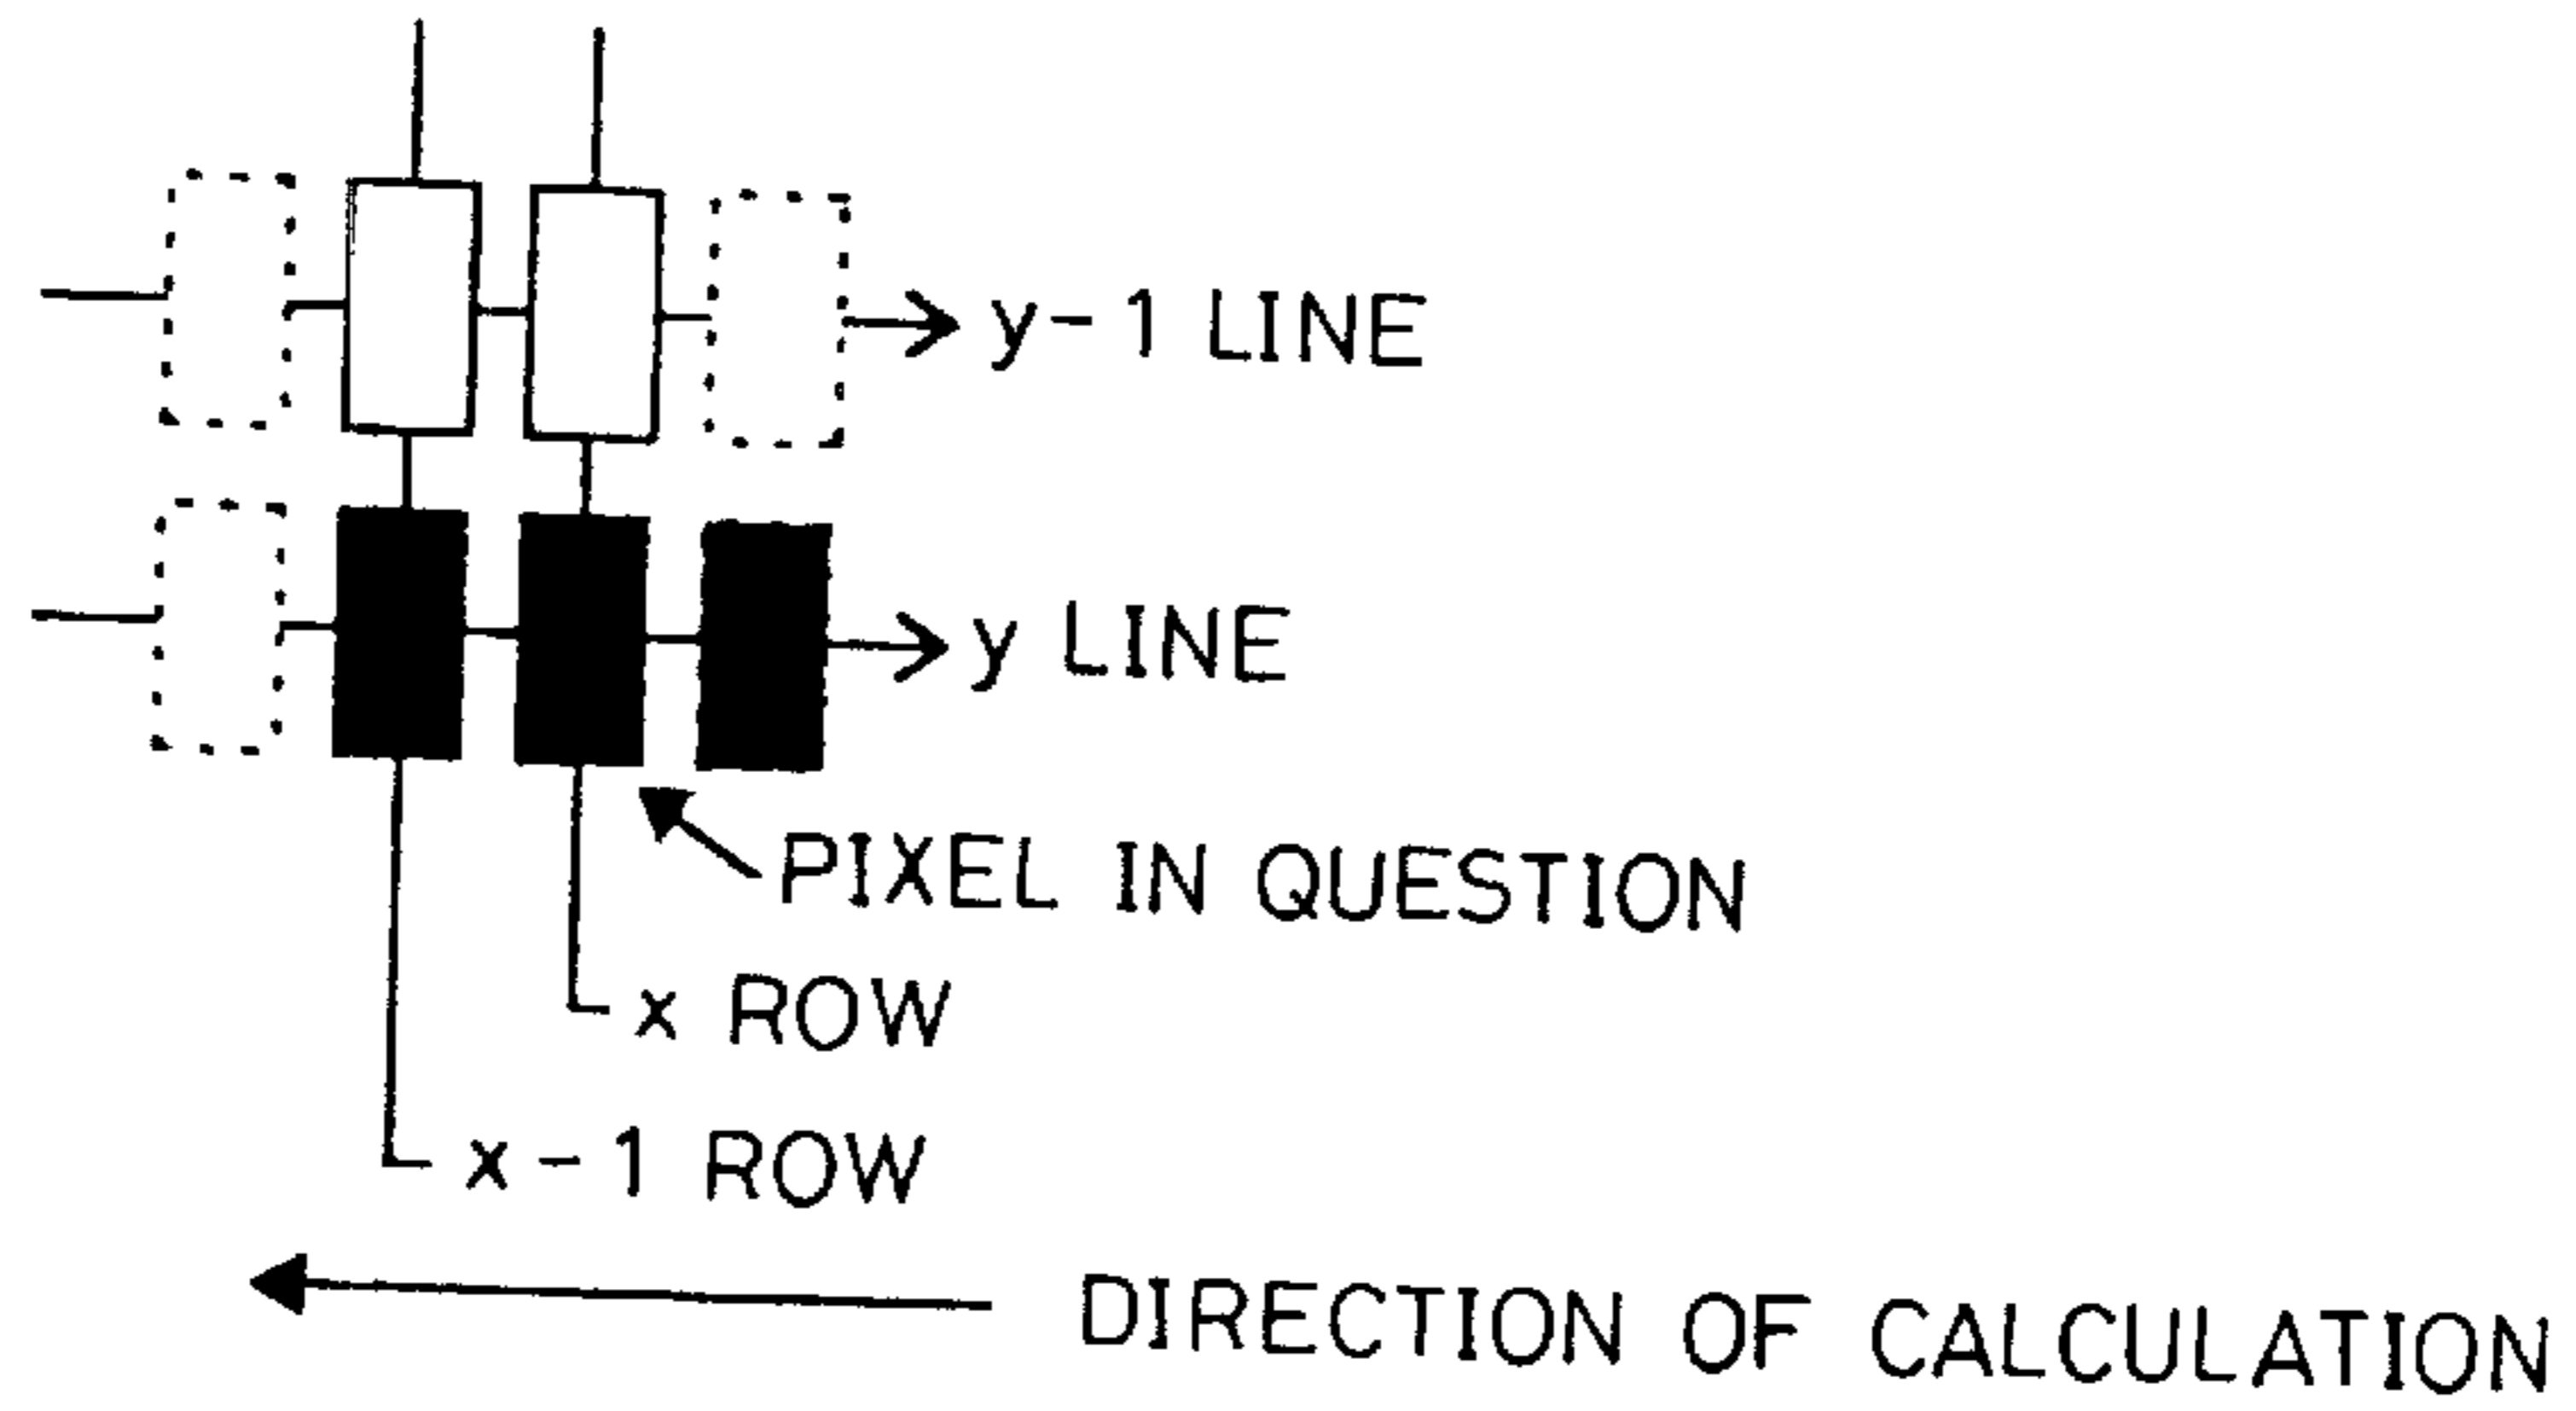 y-1 LINE
y LINE
PIXEL IN QUESTION
x ROW
x-1 ROW
DIRECTION OF CALCULATION